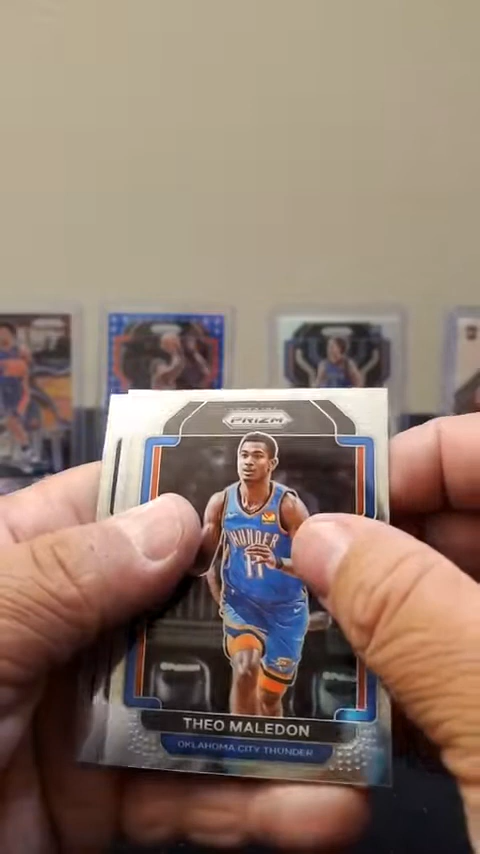 PRIZM
THUNDER
11
THEO MALEDON
OKLAHOMA CITY THUNDER